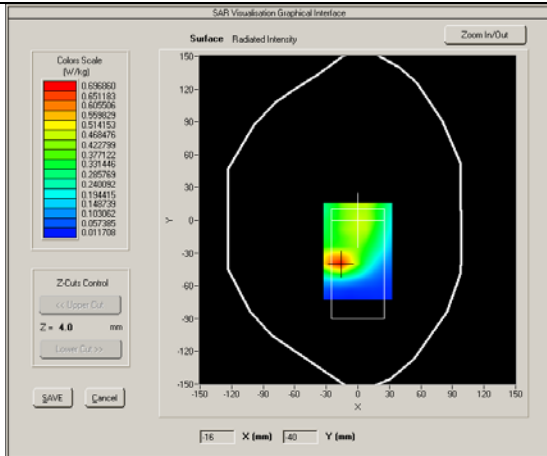 SAR Visualisation Graphical Interface
Surface Radiated Intensity
Zoom In/Out
Colors Scale
(W/kg)
0.696860
0.651183
0.605506
0.559829
0.514153
0.468476
0.422799
0.377122
0.331446
0.285769
0.240092
0.194415
0.148739
0.103062
0.057385
0.011708
Z-Cuts Control
<< Upper Cut
Z = 4.0 mm
Lower Cut >>
SAVE Cancel
150
120
90
60
30
0
-30
-60
-90
-120
-150
Y
-150 -120 -90 -60 -30 0 30 60 90 120 150
X
-16 X (mm) -40 Y (mm)